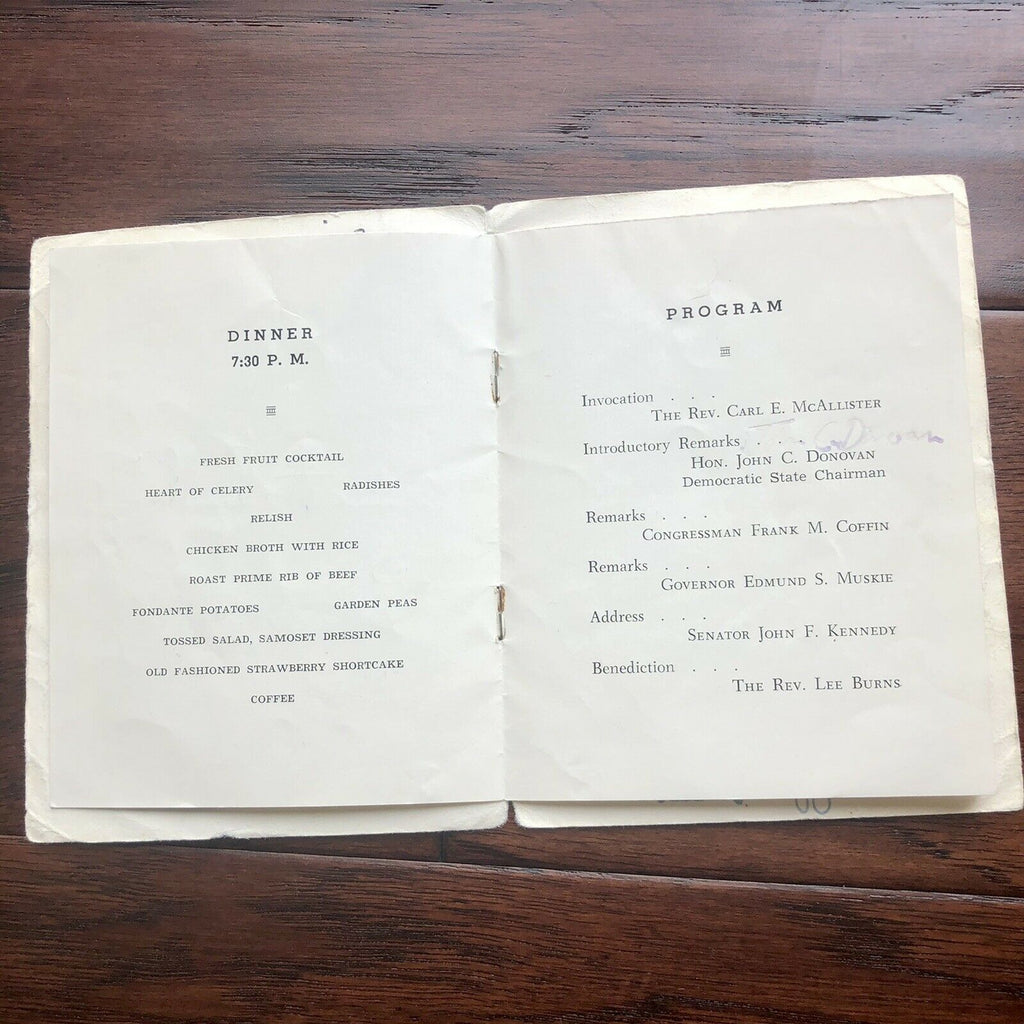 DINNER
7:30 P. M.
FRESH FRUIT COCKTAIL
HEART OF CELERY RADISHES
RELISH
CHICKEN BROTH WITH RICE
ROAST PRIME RIB OF BEEF
FONDANTE POTATOES GARDEN PEAS
TOSSED SALAD, SAMOSET DRESSING
OLD FASHIONED STRAWBERRY SHORTCAKE
COFFEE
PROGRAM
Invocation . . .
THE REV. CARL E. MCALLISTER
Introductory Remarks . . .
C. Donovan
HON. JOHN C. DONOVAN
Democratic State Chairman
Remarks . . .
CONGRESSMAN FRANK M. COFFIN
Remarks . . .
GOVERNOR EDMUND S. MUSKIE
Address . . .
SENATOR JOHN F. KENNEDY
Benediction . . .
THE REV. LEE BURNS